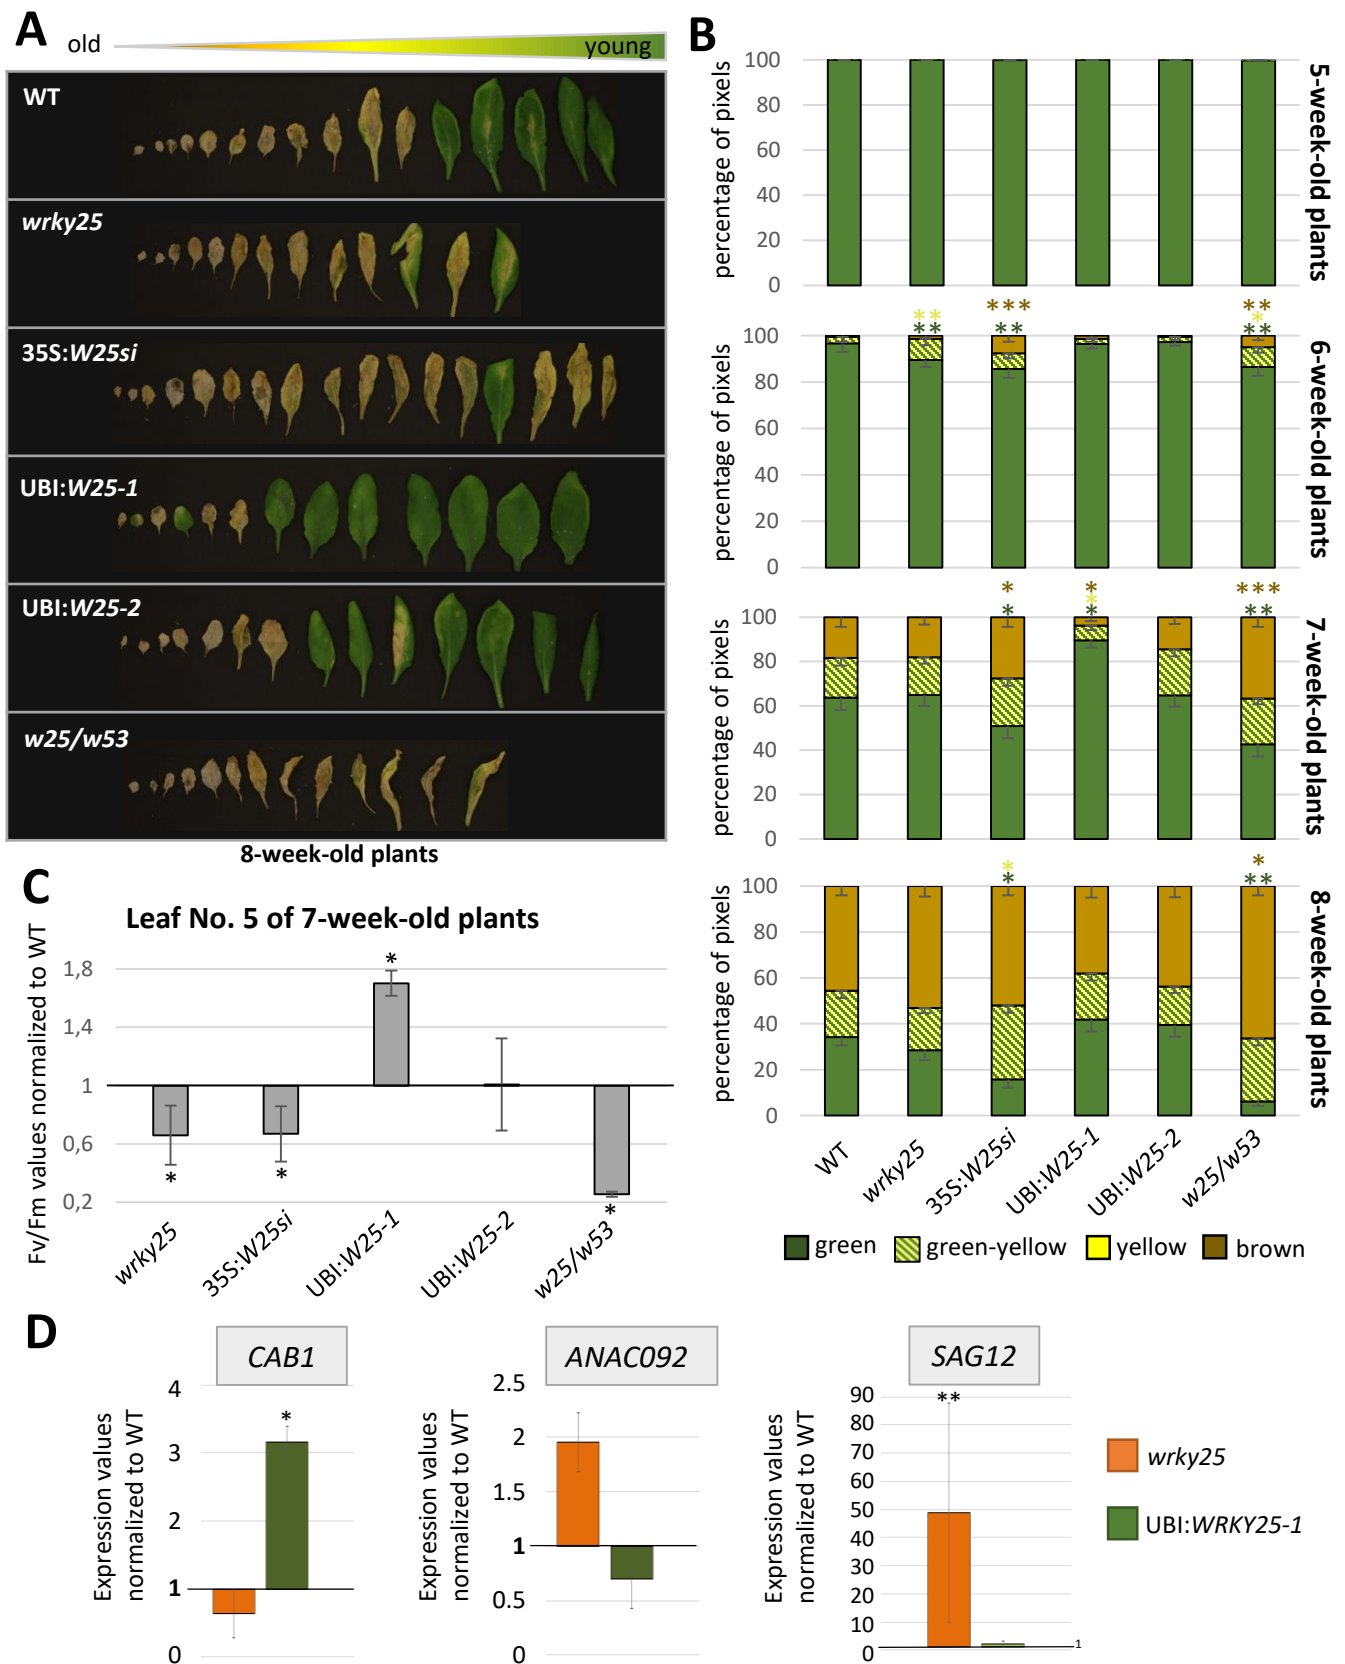 A
old
young
WT
wrky25
35S:W25si
UBI:W25-1
UBI:W25-2
w25/w53
8-week-old plants
B
percentage of pixels
100
80
60
40
20
0
5-week-old plants
percentage of pixels
100
80
60
40
20
0
** ** *** ** ** * **
6-week-old plants
percentage of pixels
100
80
60
40
20
0
* * * * * *** **
7-week-old plants
percentage of pixels
100
80
60
40
20
0
* * * **
8-week-old plants
WT
wrky25
35S:W25si
UBI:W25-1
UBI:W25-2
w25/w53
green
green-yellow
yellow
brown
C
Leaf No. 5 of 7-week-old plants
Fv/Fm values normalized to WT
1,8
1,4
1
0,6
0,2
* * * *
wrky25
35S:W25si
UBI:W25-1
UBI:W25-2
w25/w53
D
CAB1
Expression values
normalized to WT
4
3
2
1
0
*
ANAC092
Expression values
normalized to WT
2.5
2
1.5
1
0.5
0
SAG12
Expression values
normalized to WT
90
80
70
60
50
40
30
20
10
0
**
1
wrky25
UBI:WRKY25-1